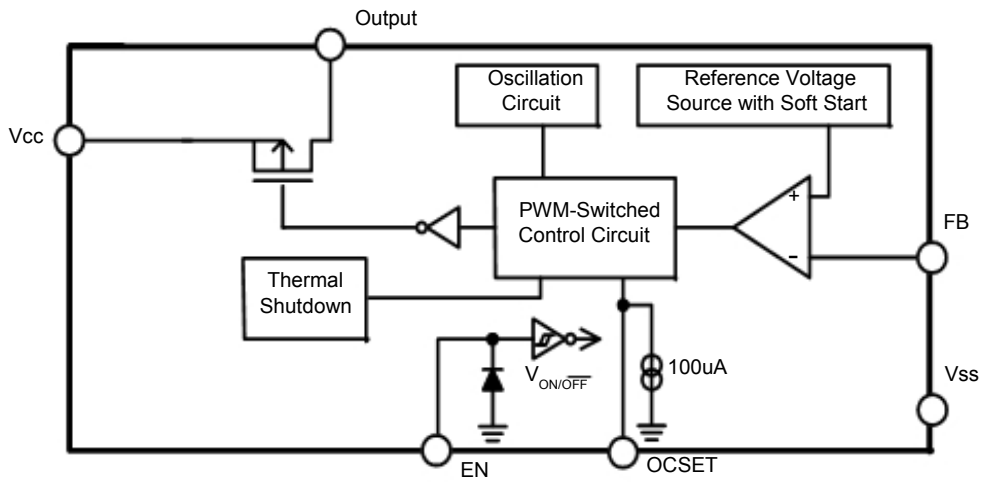 Output
Oscillation
Circuit
Reference Voltage
Source with Soft Start
Vcc
+
PWM-Switched
Control Circuit
FB
−
Thermal
Shutdown
VON/OFF
100uA
Vss
EN
OCSET